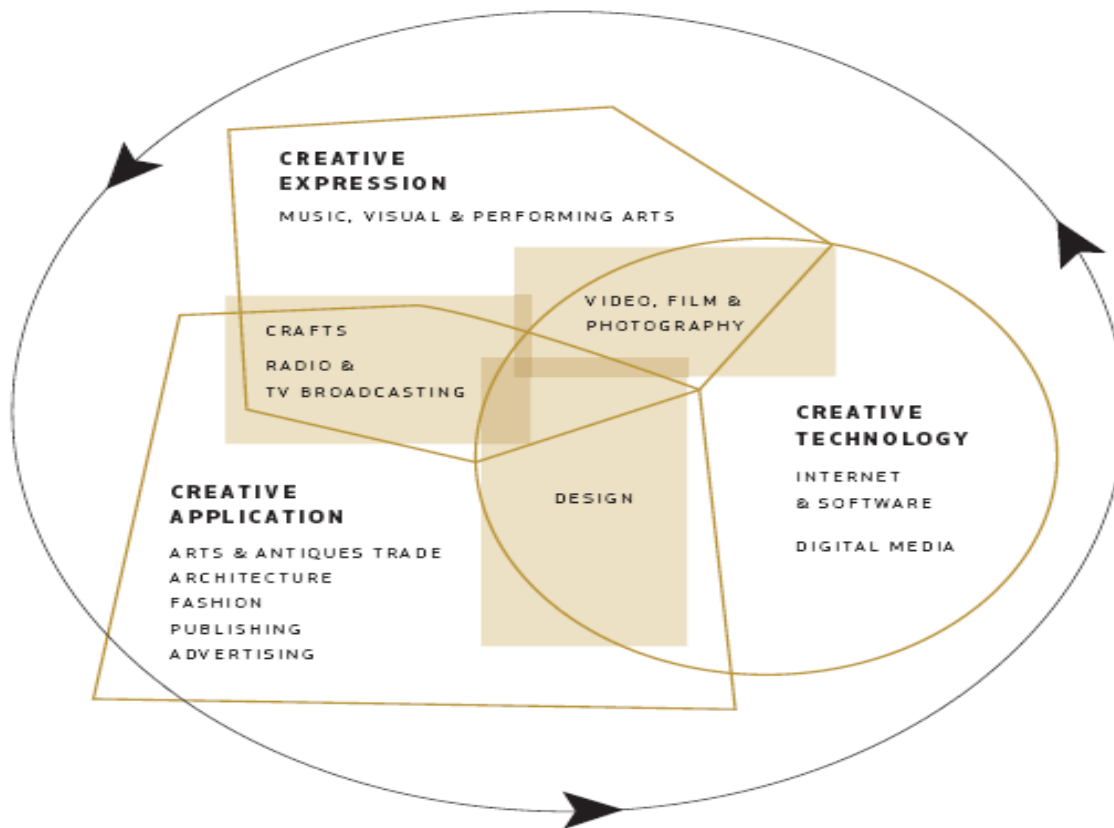 CREATIVE
EXPRESSION
MUSIC, VISUAL & PERFORMING ARTS
VIDEO, FILM &
PHOTOGRAPHY
CRAFTS
RADIO &
TV BROADCASTING
CREATIVE
TECHNOLOGY
INTERNET
& SOFTWARE
DIGITAL MEDIA
CREATIVE
APPLICATION
ARTS & ANTIQUES TRADE
ARCHITECTURE
FASHION
PUBLISHING
ADVERTISING
DESIGN